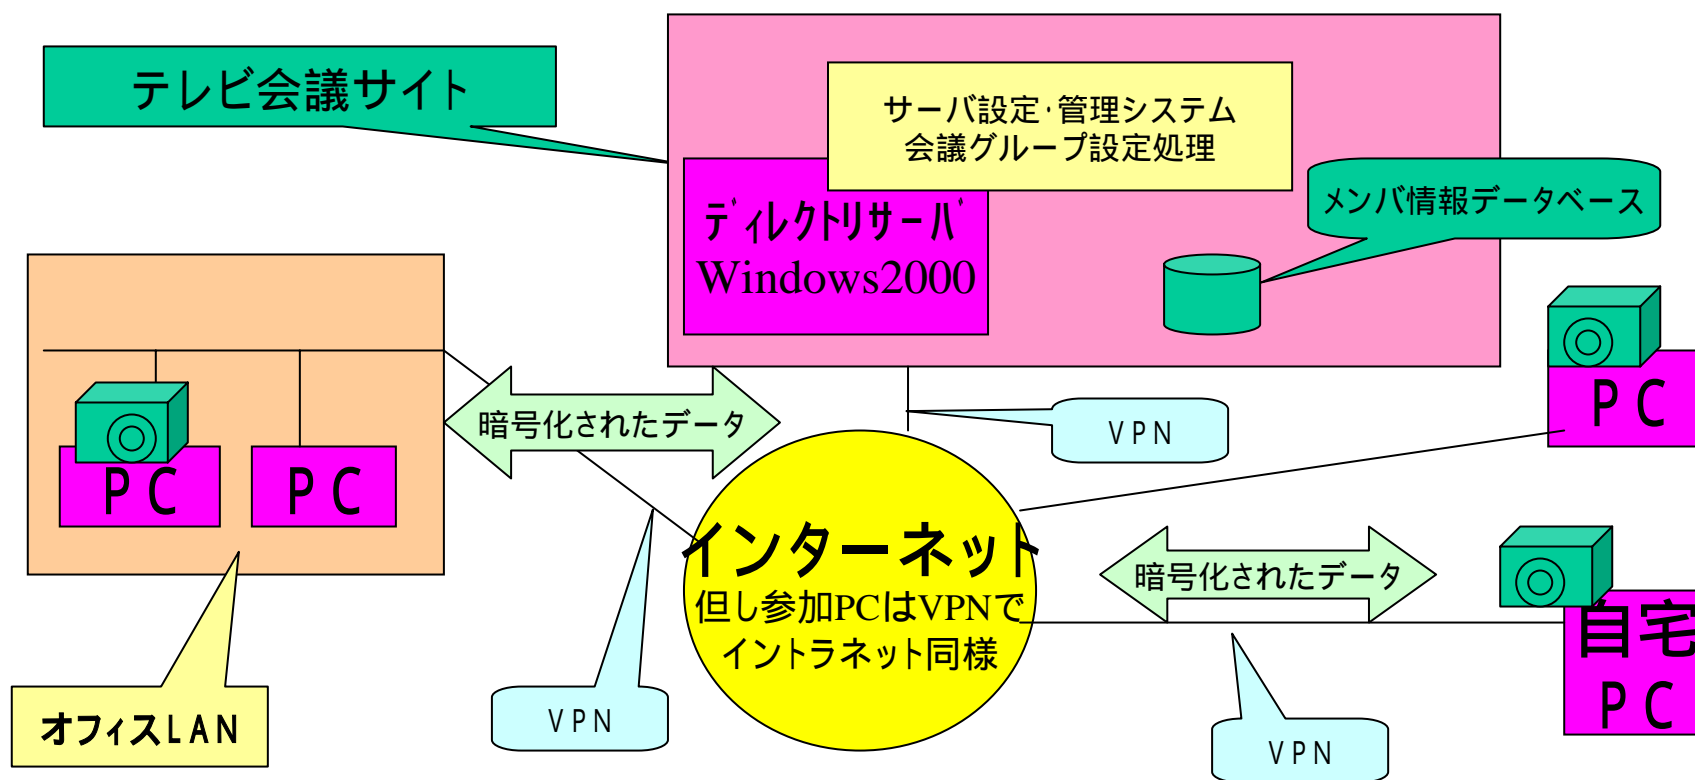 テレビ会議サイト
サーバ設定・管理システム
会議グループ設定処理
メンバ情報データベース
ディレクトリサーバ
Windows2000
PC
暗号化されたデータ
VPN
PC
PC
インターネット
但し参加PCはVPNで
イントラネット同様
暗号化されたデータ
自宅
PC
オフィスLAN
VPN
VPN